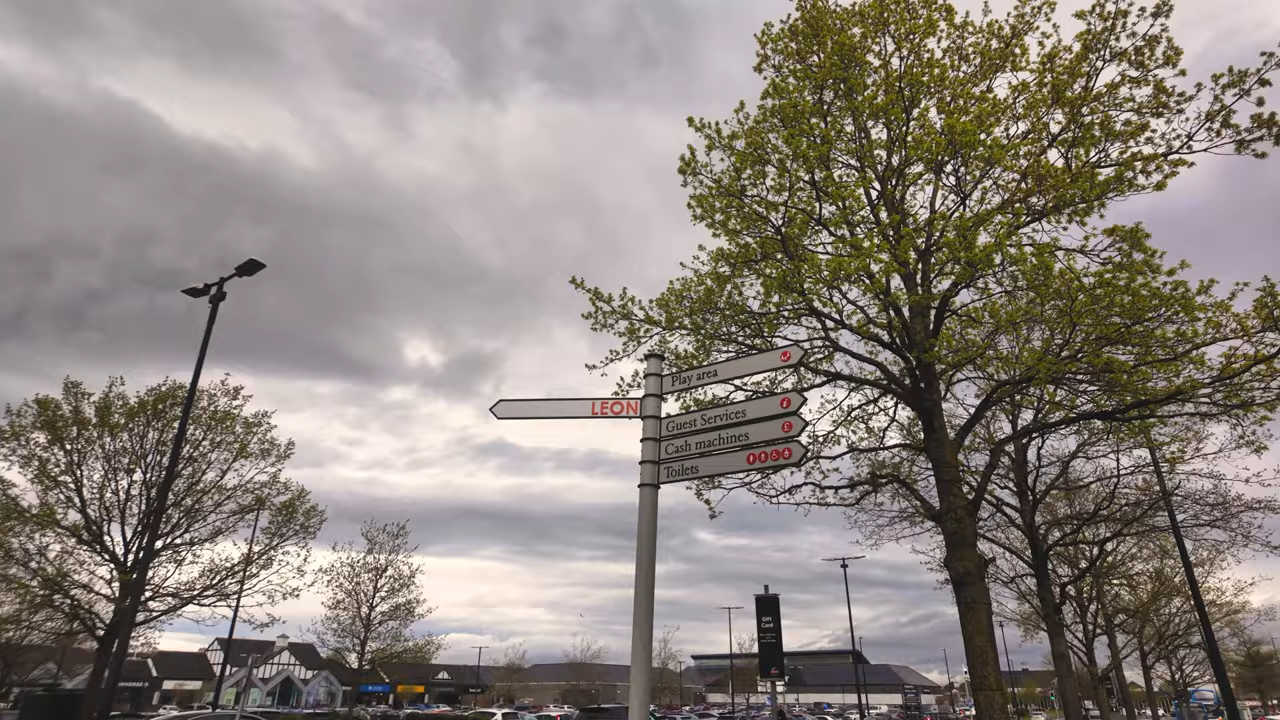 Play area
LEON
Guest Services
Cash machines
Toilets
Gift
Card